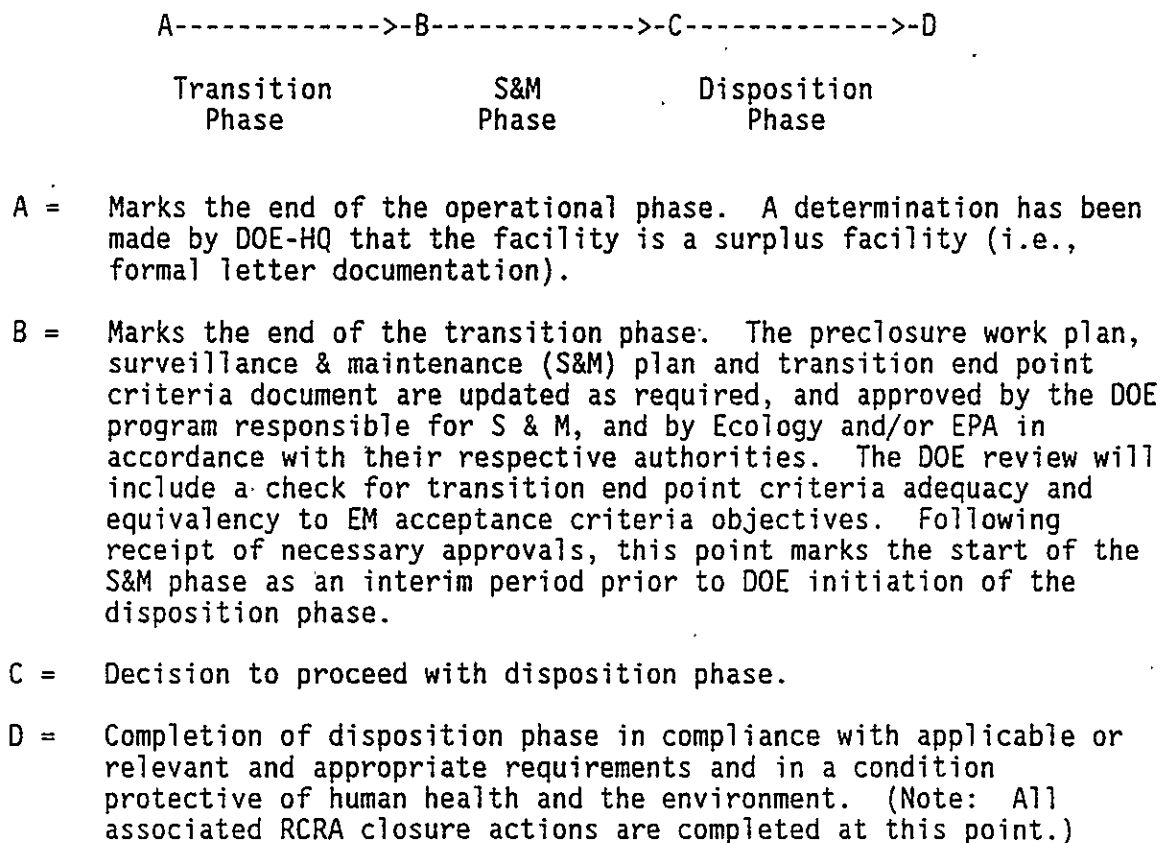 A------------->-B------------->-C------------->-D
Transition S&M Disposition
Phase Phase Phase
A = Marks the end of the operational phase. A determination has been
made by DOE-HQ that the facility is a surplus facility (i.e.,
formal letter documentation).
B = Marks the end of the transition phase. The preclosure work plan,
surveillance & maintenance (S&M) plan and transition end point
criteria document are updated as required, and approved by the DOE
program responsible for S & M, and by Ecology and/or EPA in
accordance with their respective authorities. The DOE review will
include a check for transition end point criteria adequacy and
equivalency to EM acceptance criteria objectives. Following
receipt of necessary approvals, this point marks the start of the
S&M phase as an interim period prior to DOE initiation of the
disposition phase.
C = Decision to proceed with disposition phase.
D = Completion of disposition phase in compliance with applicable or
relevant and appropriate requirements and in a condition
protective of human health and the environment. (Note: All
associated RCRA closure actions are completed at this point.)